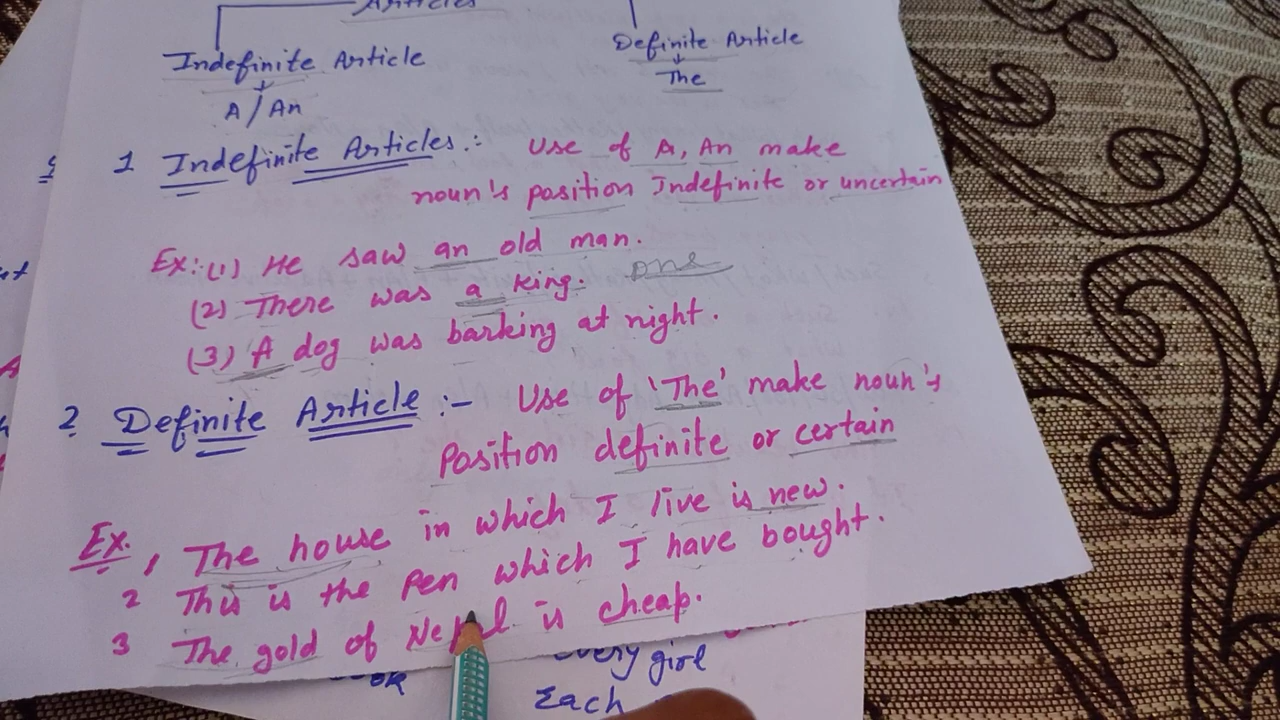 Articles
Indefinite Article
Definite Article
A / An
The
1 Indefinite Articles :- Use of A, An make
noun's position Indefinite or uncertain
Ex:- (1) He saw an old man.
one
(2) There was a king.
(3) A dog was barking at night.
2 Definite Article :- Use of 'The' make noun's
Position definite or certain
Ex. 1 The house in which I live is new.
2 This is the Pen which I have bought.
3 The gold of Nepal is cheap.
every girl
Each